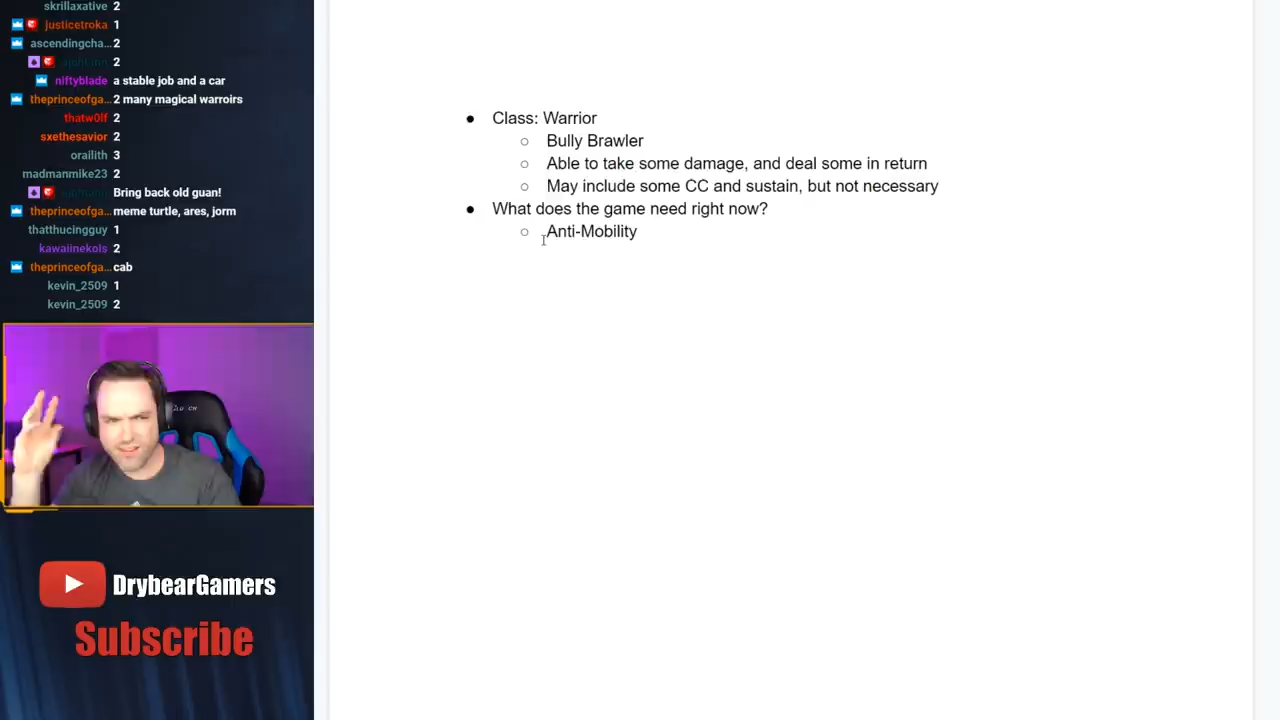 skrillaxative 2
justicetroka 1
ascendingcha... 2
2
niftyblade a stable job and a car
theprinceofga... 2 many magical warroirs
thatw0lf 2
sxethesavior 2
orailith 3
madmanmike23 2
Bring back old guan!
theprinceofga... meme turtle, ares, jorm
thatthucingguy 1
kawaiinekols 2
theprinceofga... cab
kevin_2509 1
kevin_2509 2
DrybearGamers
Subscribe
● Class: Warrior
○ Bully Brawler
○ Able to take some damage, and deal some in return
○ May include some CC and sustain, but not necessary
● What does the game need right now?
○ Anti-Mobility